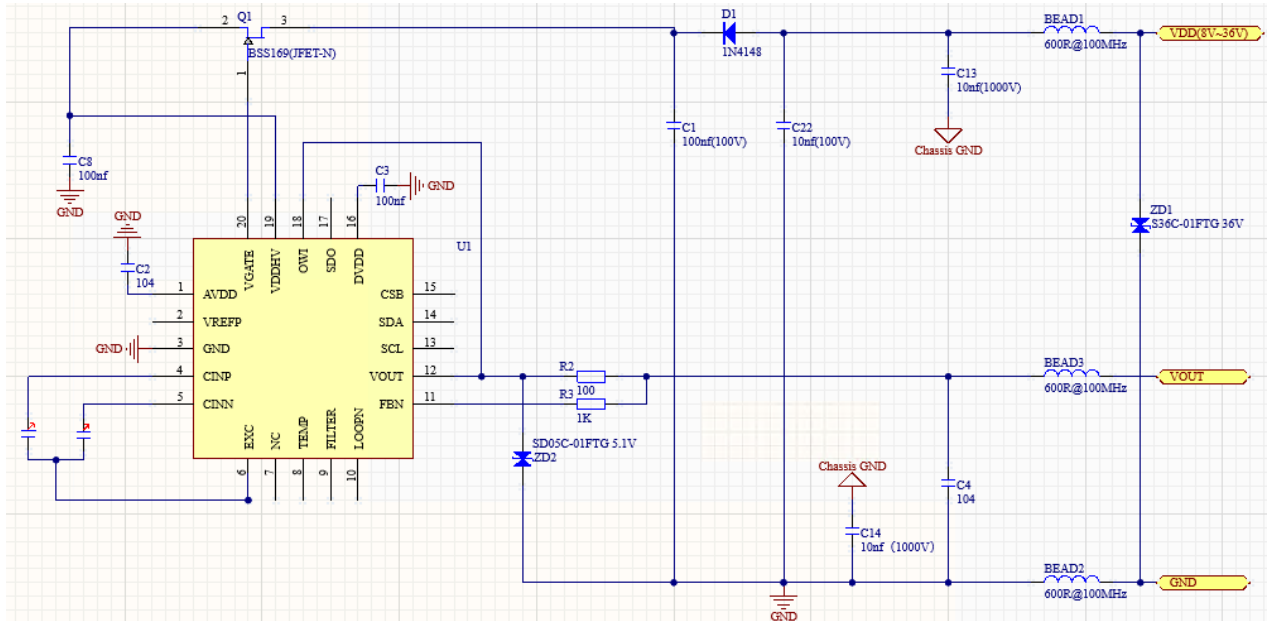 Q1
2
3
BSS169(JFET-N)
1
D1
1N4148
BEAD1
600R@100MHz
VDD(8V~36V)
C13
10nf(1000V)
Chassis GND
C1
100nf(100V)
C22
10nf(100V)
C8
100nf
GND
C3
100nf
GND
ZD1
S36C-01FTG 36V
GND
C2
104
20
19
18
17
16
U1
VGATE
VDDHV
OWI
SDO
DVDD
1
AVDD
CSB
15
2
VREFP
SDA
14
GND
3
GND
SCL
13
4
CINP
VOUT
12
5
CINN
FBN
11
R2
100
R3
1K
BEAD3
600R@100MHz
VOUT
EXC
NC
TEMP
FILTER
LOOPN
6
7
8
9
10
SD05C-01FTG 5.1V
ZD2
Chassis GND
C4
104
C14
10nf（1000V）
BEAD2
600R@100MHz
GND
GND